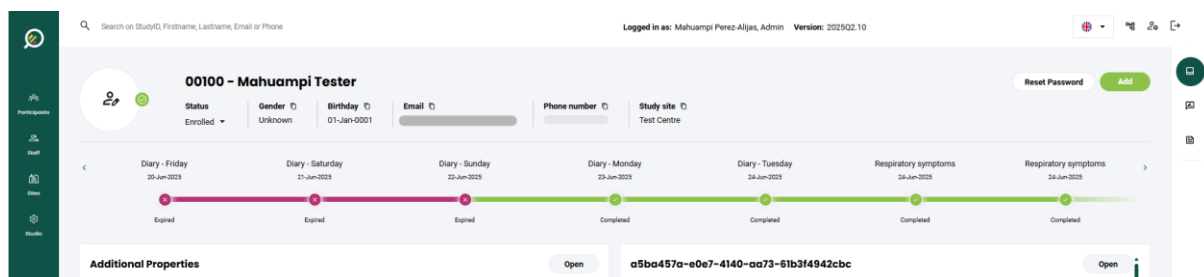 Search on StudyID, Firstname, Lastname, Email or Phone
Logged in as: Mahuampi Perez-Alijas, Admin Version: 2025Q2.10
Participants
Staff
Sites
Studio
00100 - Mahuampi Tester
Reset Password
Add
Status Gender Birthday Email Phone number Study site
Enrolled Unknown 01-Jan-0001 Test Centre
Diary - Friday Diary - Saturday Diary - Sunday Diary - Monday Diary - Tuesday Respiratory symptoms Respiratory symptoms
20-Jun-2025 21-Jun-2025 22-Jun-2025 23-Jun-2025 24-Jun-2025 24-Jun-2025 24-Jun-2025
Expired Expired Expired Completed Completed Completed Completed
Additional Properties Open
a5ba457a-e0e7-4140-aa73-61b3f4942cbc Open